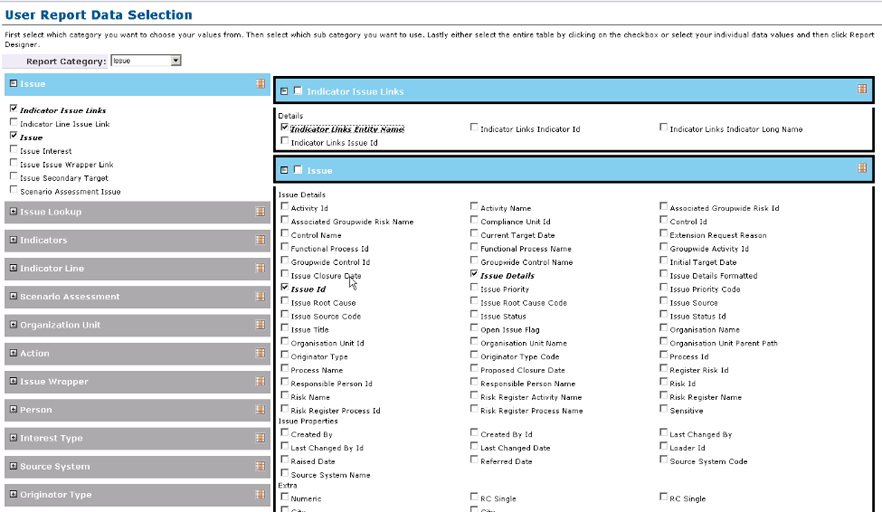 User Report Data Selection
First select which category you want to choose your values from. Then select which sub category you want to use. Lastly either select the entire table by clicking on the checkbox or select your individual data values and then click Report
Designer.
Report Category: Issue
Issue
Indicator Issue Links
Indicator Line Issue Link
Issue
Issue Interest
Issue Issue Wrapper Link
Issue Secondary Target
Scenario Assessment Issue
Issue Lookup
Indicators
Indicator Line
Scenario Assessment
Organization Unit
Action
Issue Wrapper
Person
Interest Type
Source System
Originator Type
Indicator Issue Links
Details
Indicator Links Entity Name Indicator Links Indicator Id Indicator Links Indicator Long Name
Indicator Links Issue Id
Issue
Issue Details
Activity Id Activity Name Associated Groupwide Risk Id
Associated Groupwide Risk Name Compliance Unit Id Control Id
Control Name Current Target Date Extension Request Reason
Functional Process Id Functional Process Name Groupwide Activity Id
Groupwide Control Id Groupwide Control Name Initial Target Date
Issue Closure Date Issue Details Issue Details Formatted
Issue Id Issue Priority Issue Priority Code
Issue Root Cause Issue Root Cause Code Issue Source
Issue Source Code Issue Status Issue Status Id
Issue Title Open Issue Flag Organisation Name
Organisation Unit Id Organisation Unit Name Organisation Unit Parent Path
Originator Type Originator Type Code Process Id
Process Name Proposed Closure Date Register Risk Id
Responsible Person Id Responsible Person Name Risk Id
Risk Name Risk Register Activity Name Risk Register Name
Risk Register Process Id Risk Register Process Name Sensitive
Issue Properties
Created By Created By Id Last Changed By
Last Changed By Id Last Changed Date Loader Id
Raised Date Referred Date Source System Code
Source System Name
Extra
Numeric RC Single RC Single